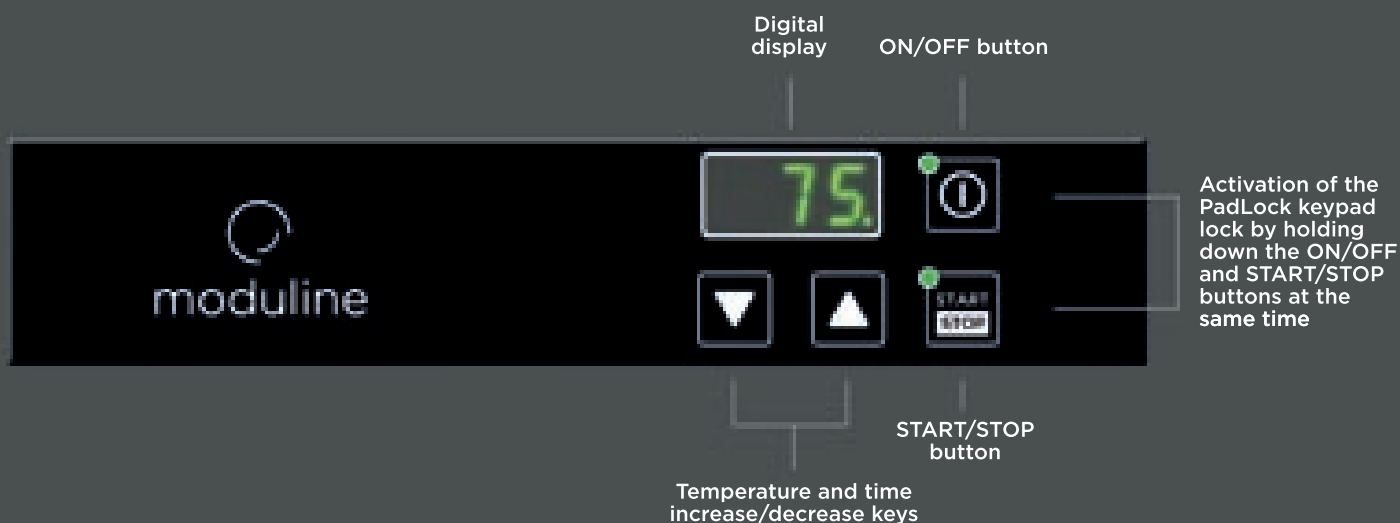 Digital
display
ON/OFF button
75.
moduline
START
STOP
Activation of the
PadLock keypad
lock by holding
down the ON/OFF
and START/STOP
buttons at the
same time
START/STOP
button
Temperature and time
increase/decrease keys